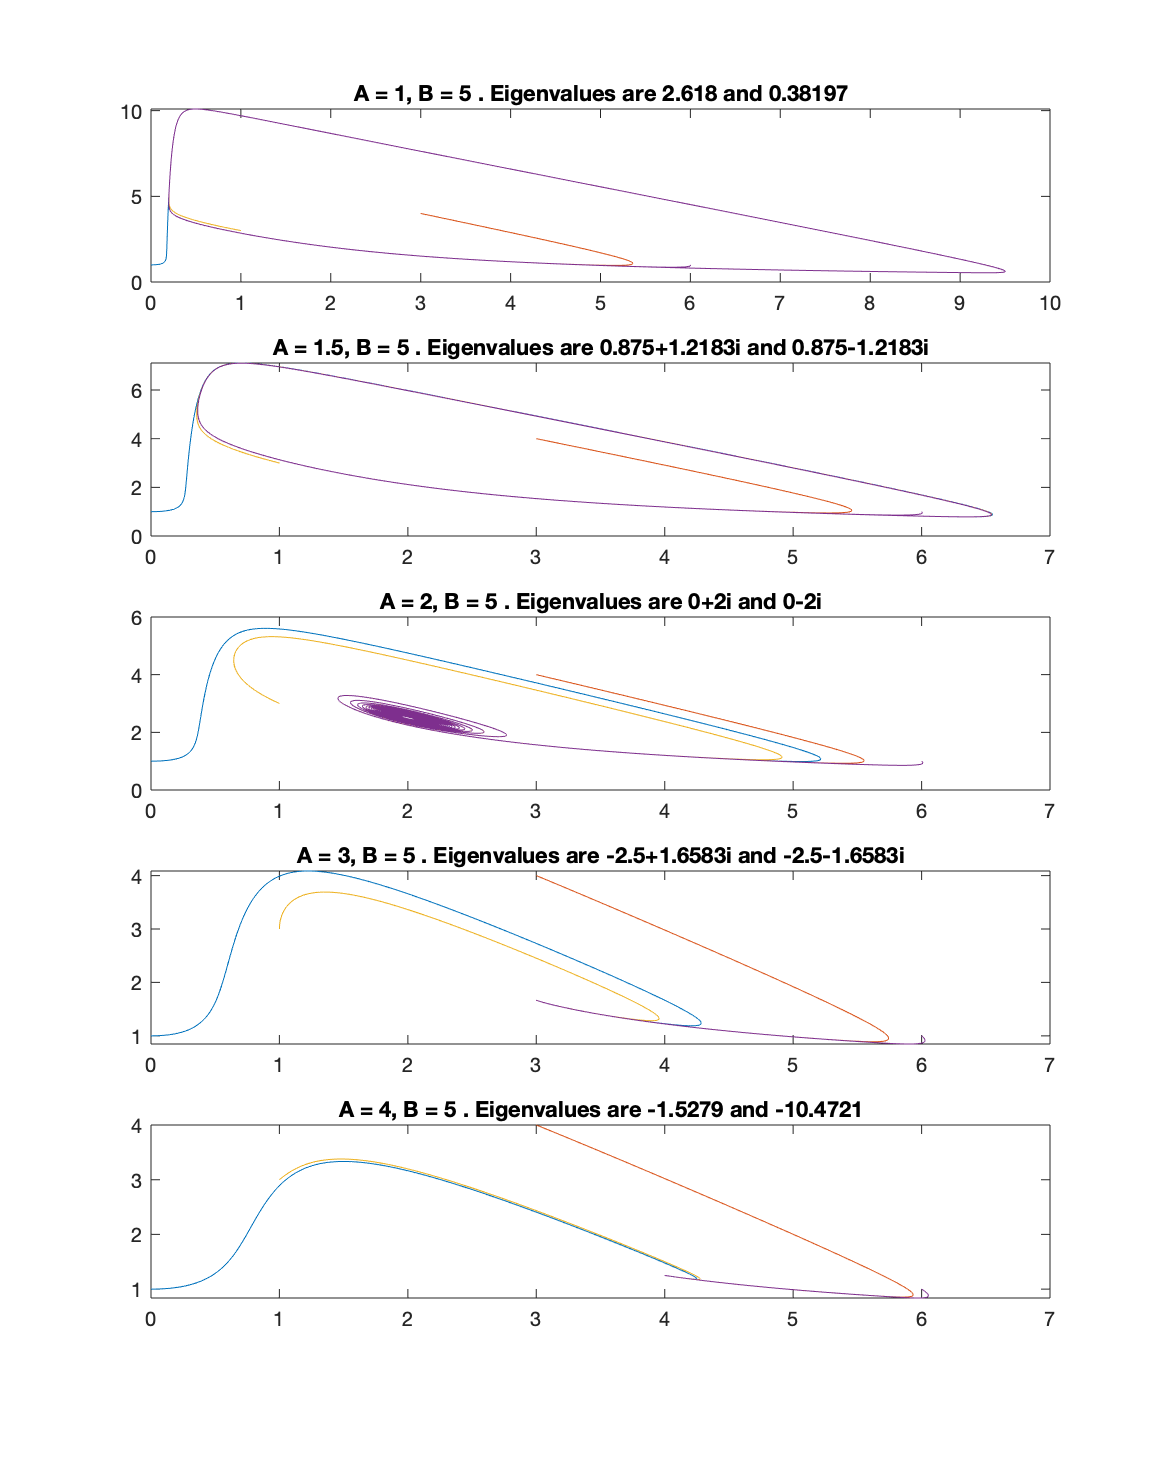 A = 1, B = 5 . Eigenvalues are 2.618 and 0.38197
10
5
0
0 1 2 3 4 5 6 7 8 9 10
A = 1.5, B = 5 . Eigenvalues are 0.875+1.2183i and 0.875-1.2183i
6
4
2
0
0 1 2 3 4 5 6 7
A = 2, B = 5 . Eigenvalues are 0+2i and 0-2i
6
4
2
0
0 1 2 3 4 5 6 7
A = 3, B = 5 . Eigenvalues are -2.5+1.6583i and -2.5-1.6583i
4
3
2
1
0 1 2 3 4 5 6 7
A = 4, B = 5 . Eigenvalues are -1.5279 and -10.4721
4
3
2
1
0 1 2 3 4 5 6 7